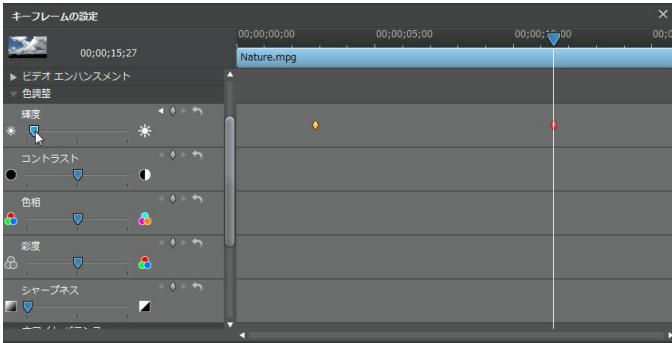 キーフレームの設定
00;00;15;27
00;00;00;00
00;00;05;00
Nature.mpg
ビデオ エンハンスメント
色調整
輝度
コントラスト
色相
彩度
シャープネス